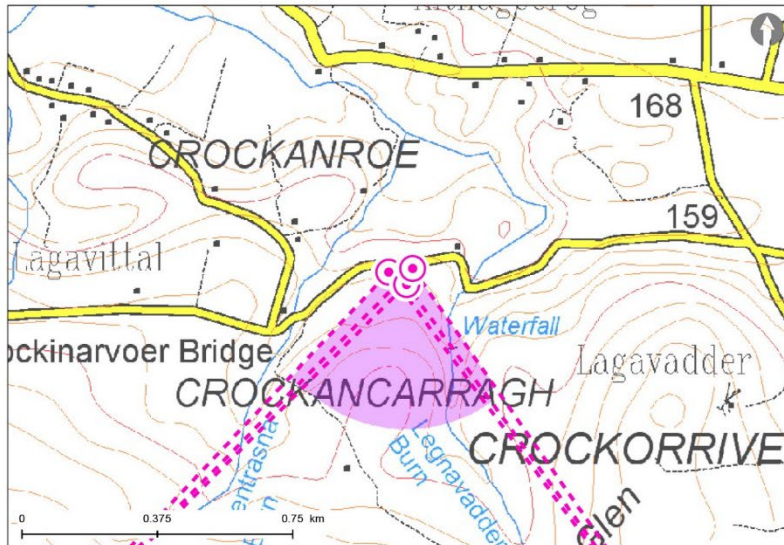 168
CROCKANROE
159
Lagavittal
Waterfall
ockinarvoer Bridge
Lagavadder
CROCKANCARRAGH
CROCKORRIVE
entrasna
Legnavadder
Burn
Glen
0 0.375 0.75 km